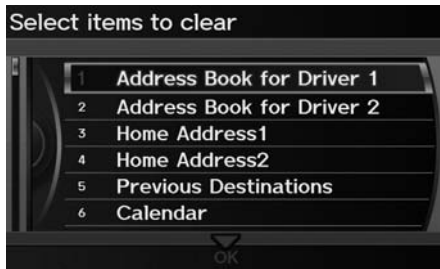 Select items to clear
1 Address Book for Driver 1
2 Address Book for Driver 2
3 Home Address1
4 Home Address2
5 Previous Destinations
6 Calendar
OK